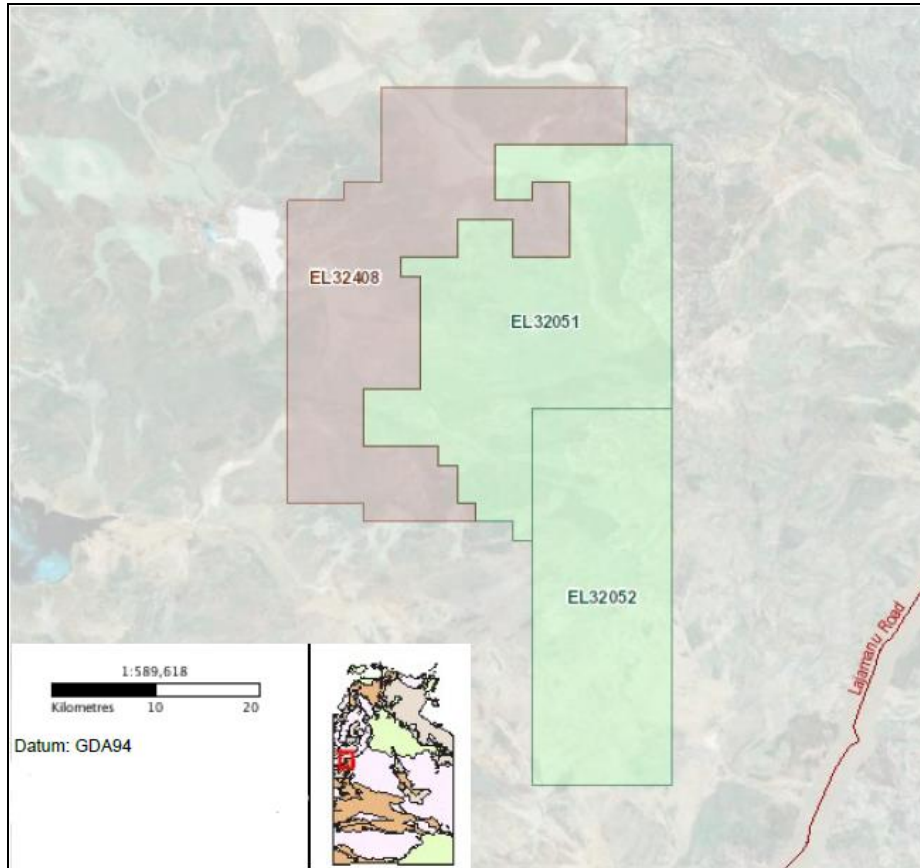 EL32408
EL32051
EL32052
Lajamanu Road
1:589,618
Kilometres 10 20
Datum: GDA94